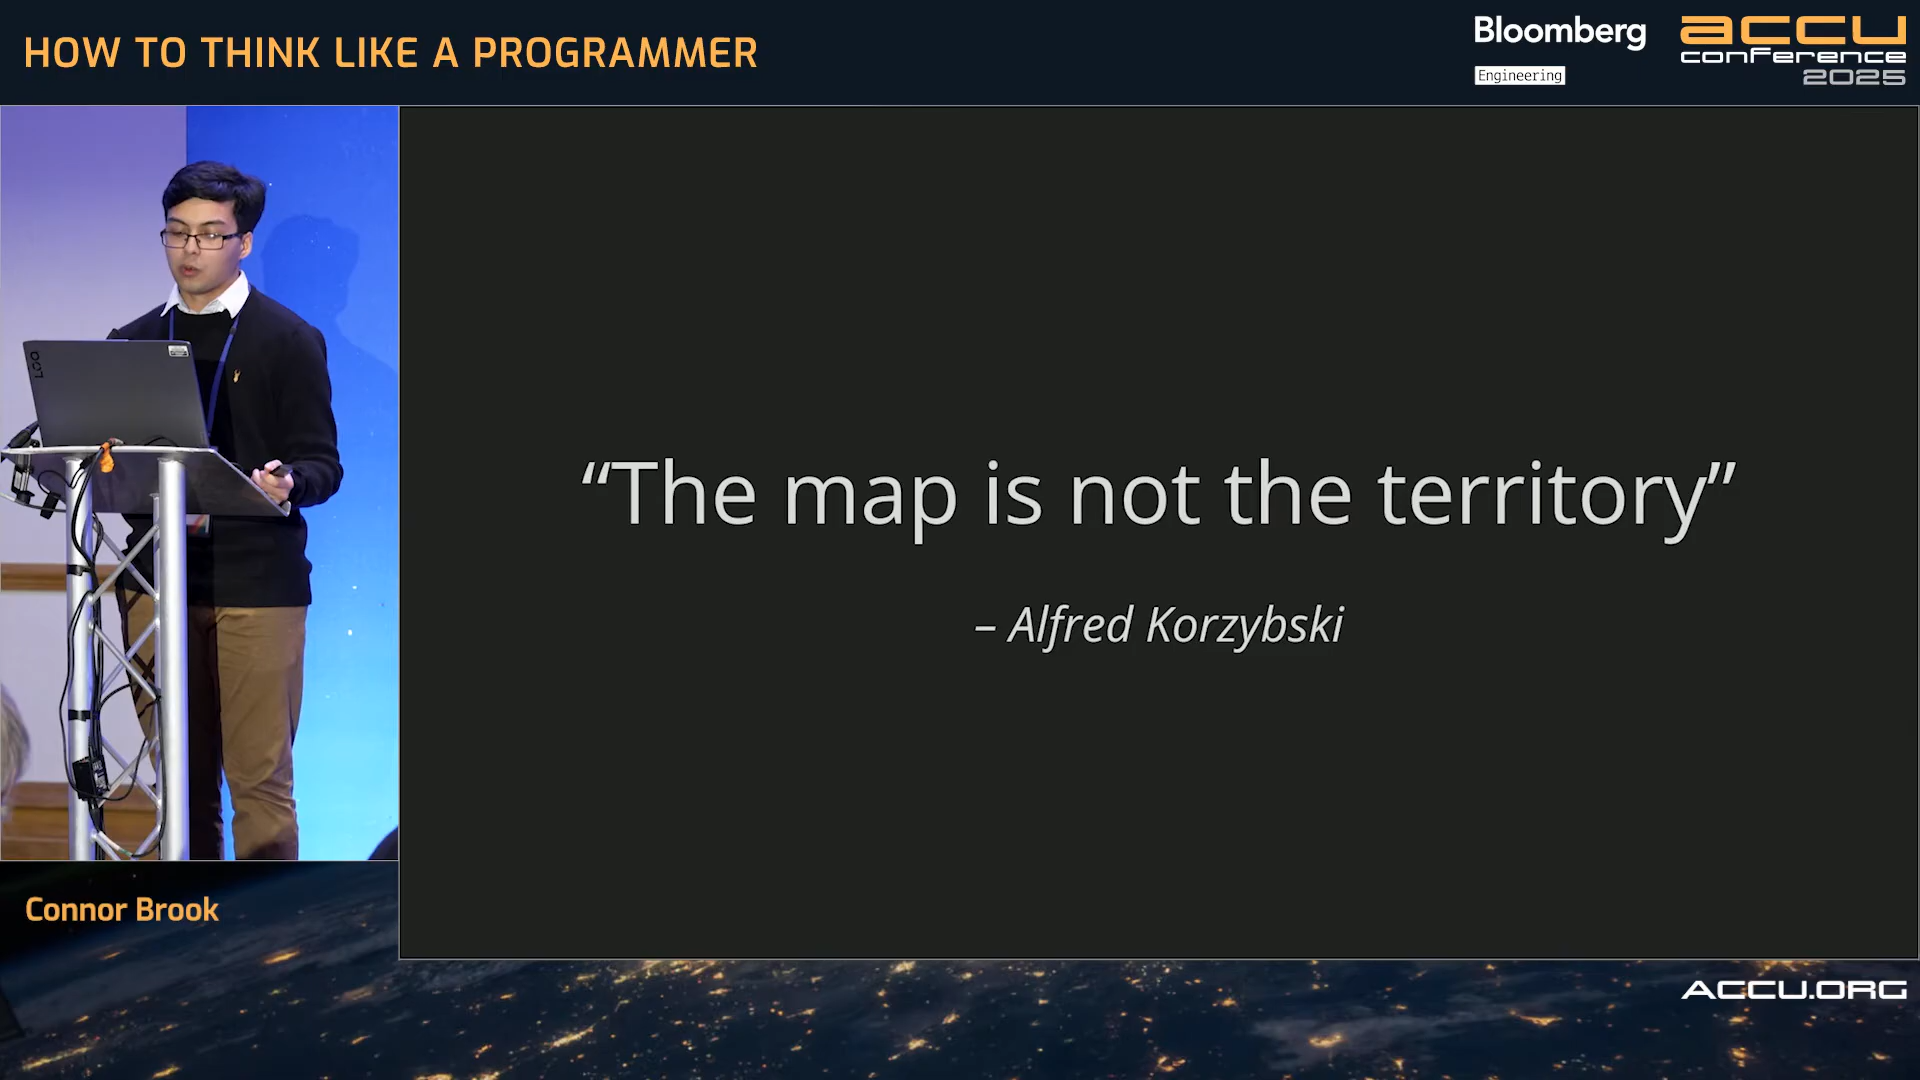 HOW TO THINK LIKE A PROGRAMMER
Bloomberg
Engineering
accu
conference
2025
LOQ
“The map is not the territory”
– Alfred Korzybski
Connor Brook
ACCU.ORG